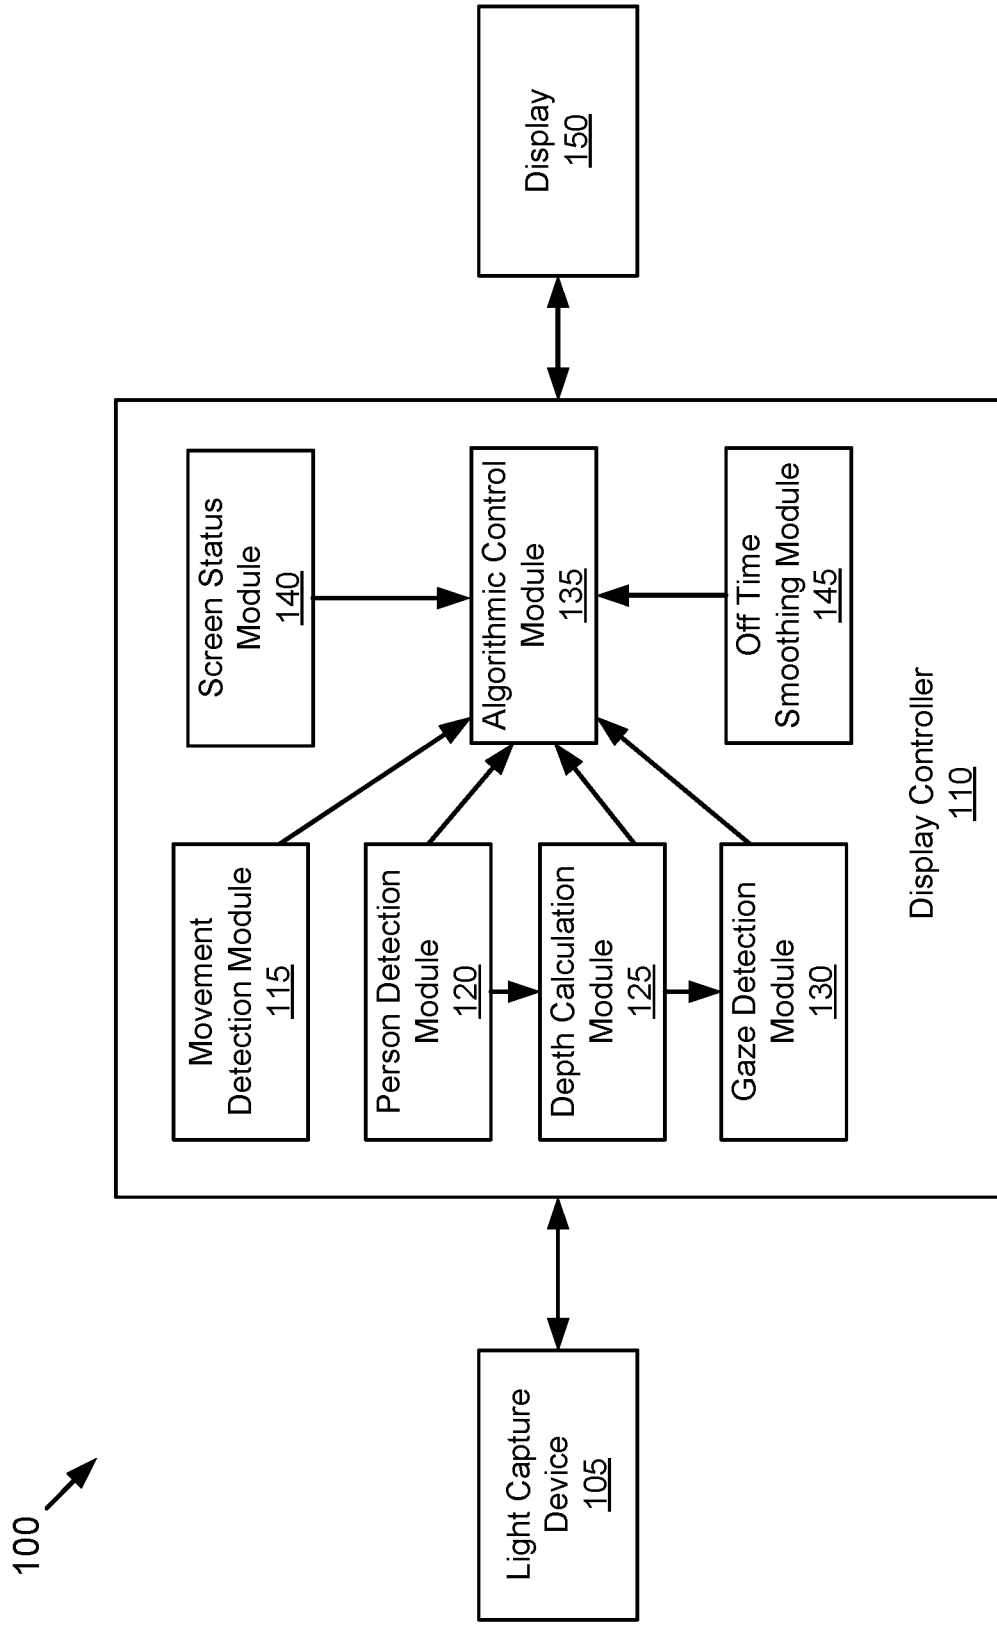 100
Light Capture
Device
105
Movement
Detection Module
115
Person Detection
Module
120
Depth Calculation
Module
125
Gaze Detection
Module
130
Screen Status
Module
140
Algorithmic Control
Module
135
Off Time
Smoothing Module
145
Display Controller
110
Display
150